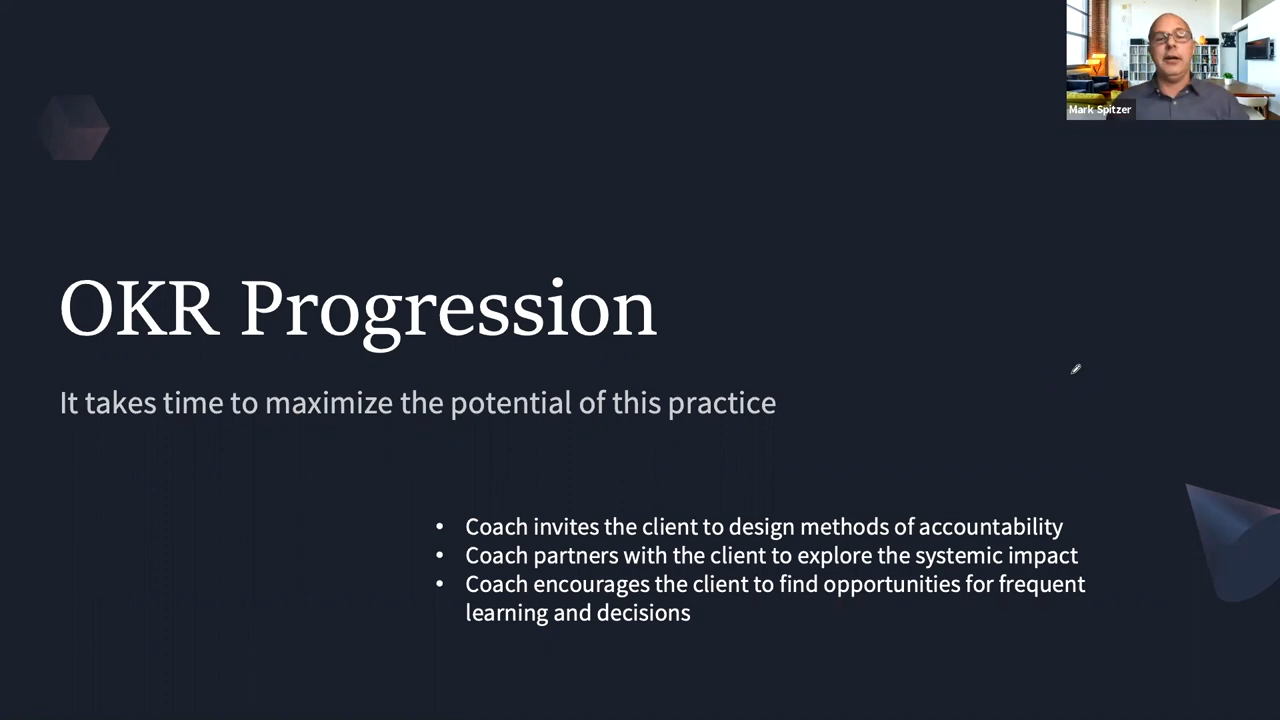 Mark Spitzer
OKR Progression
It takes time to maximize the potential of this practice
• Coach invites the client to design methods of accountability
• Coach partners with the client to explore the systemic impact
• Coach encourages the client to find opportunities for frequent
learning and decisions